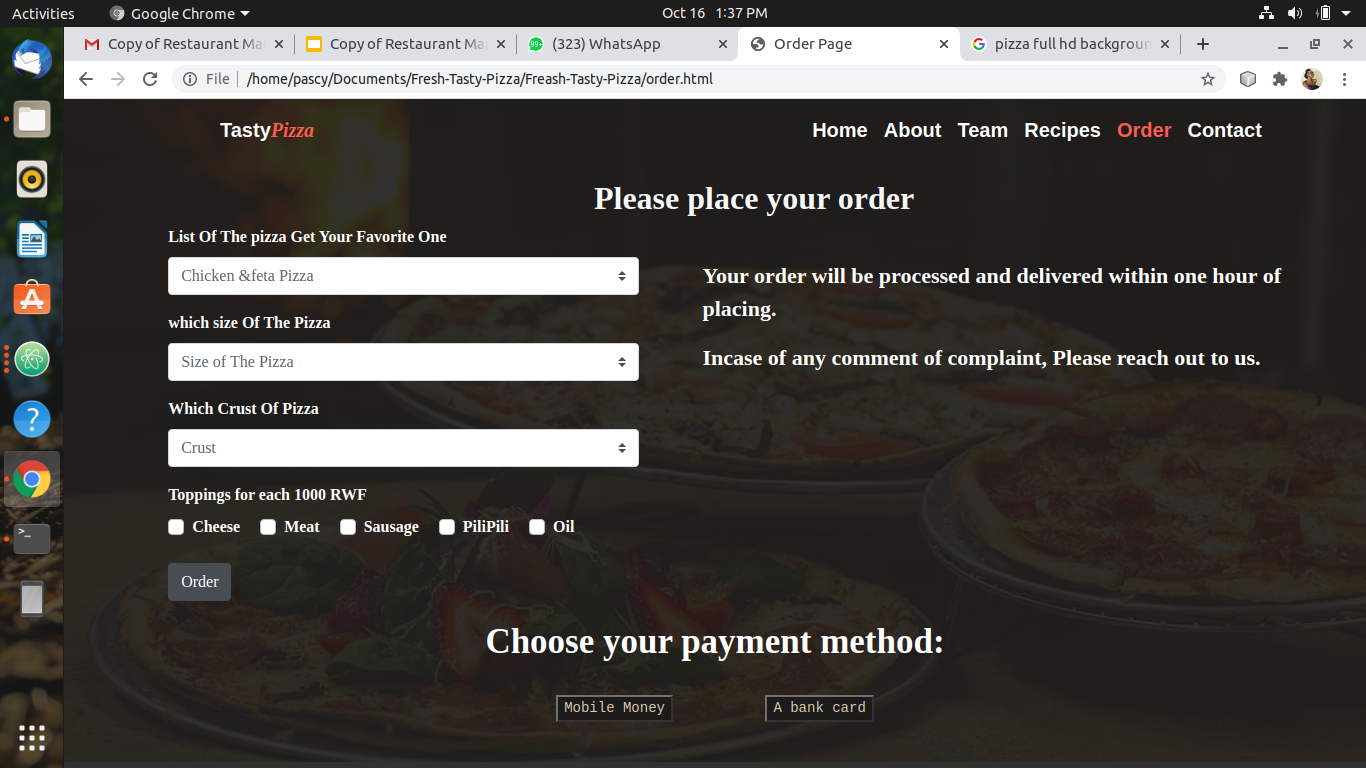 Activities Google Chrome Oct 16 1:37 PM
Copy of Restaurant Ma Copy of Restaurant Ma 99+ (323) WhatsApp Order Page pizza full hd backgroun
File /home/pascy/Documents/Fresh-Tasty-Pizza/Freash-Tasty-Pizza/order.html
TastyPizza Home About Team Recipes Order Contact
Please place your order
List Of The pizza Get Your Favorite One
Chicken &feta Pizza
which size Of The Pizza
Size of The Pizza
Which Crust Of Pizza
Crust
Toppings for each 1000 RWF
Cheese Meat Sausage PiliPili Oil
Order
Your order will be processed and delivered within one hour of
placing.
Incase of any comment of complaint, Please reach out to us.
Choose your payment method:
Mobile Money A bank card